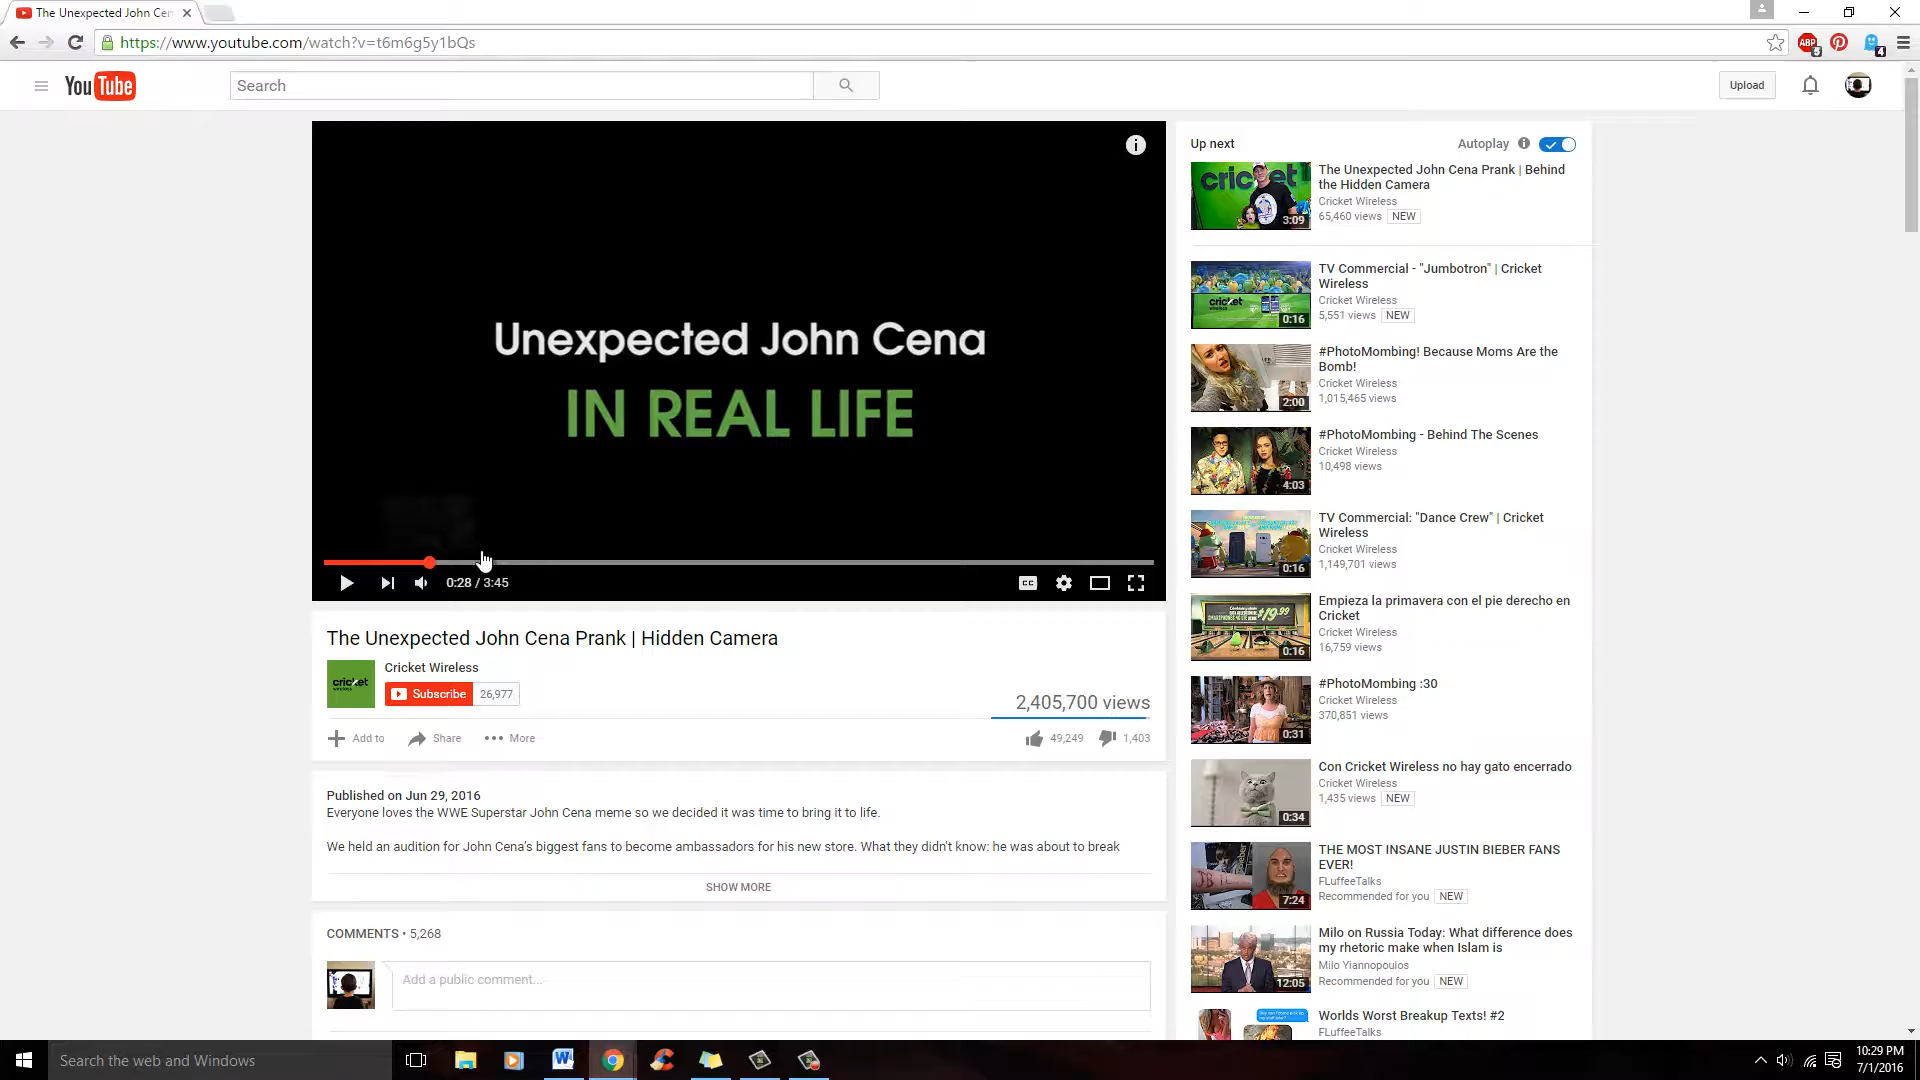 The Unexpected John Cen
https://www.youtube.com/watch?v=t6m6g5y1bQs
ABP
5
4
YouTube
Search
Upload
Unexpected John Cena
IN REAL LIFE
0:28 / 3:45
CC
The Unexpected John Cena Prank | Hidden Camera
cricket
wireless
Cricket Wireless
Subscribe 26,977
2,405,700 views
Add to Share More
49,249 1,403
Published on Jun 29, 2016
Everyone loves the WWE Superstar John Cena meme so we decided it was time to bring it to life.
We held an audition for John Cena's biggest fans to become ambassadors for his new store. What they didn't know: he was about to break
SHOW MORE
COMMENTS • 5,268
Add a public comment...
Up next
Autoplay
cricket
3:09
The Unexpected John Cena Prank | Behind
the Hidden Camera
Cricket Wireless
65,460 views NEW
cricket
0:16
TV Commercial - "Jumbotron" | Cricket
Wireless
Cricket Wireless
5,551 views NEW
2:00
#PhotoMombing! Because Moms Are the
Bomb!
Cricket Wireless
1,015,465 views
4:03
#PhotoMombing - Behind The Scenes
Cricket Wireless
10,498 views
0:16
TV Commercial: "Dance Crew" | Cricket
Wireless
Cricket Wireless
1,149,701 views
$19.99
0:16
Empieza la primavera con el pie derecho en
Cricket
Cricket Wireless
16,759 views
0:31
#PhotoMombing :30
Cricket Wireless
370,851 views
0:34
Con Cricket Wireless no hay gato encerrado
Cricket Wireless
1,435 views NEW
7:24
THE MOST INSANE JUSTIN BIEBER FANS
EVER!
FLuffeeTalks
Recommended for you NEW
12:05
Milo on Russia Today: What difference does
my rhetoric make when Islam is
Milo Yiannopoulos
Recommended for you NEW
Worlds Worst Breakup Texts! #2
FLuffeeTalks
Search the web and Windows
10:29 PM
7/1/2016